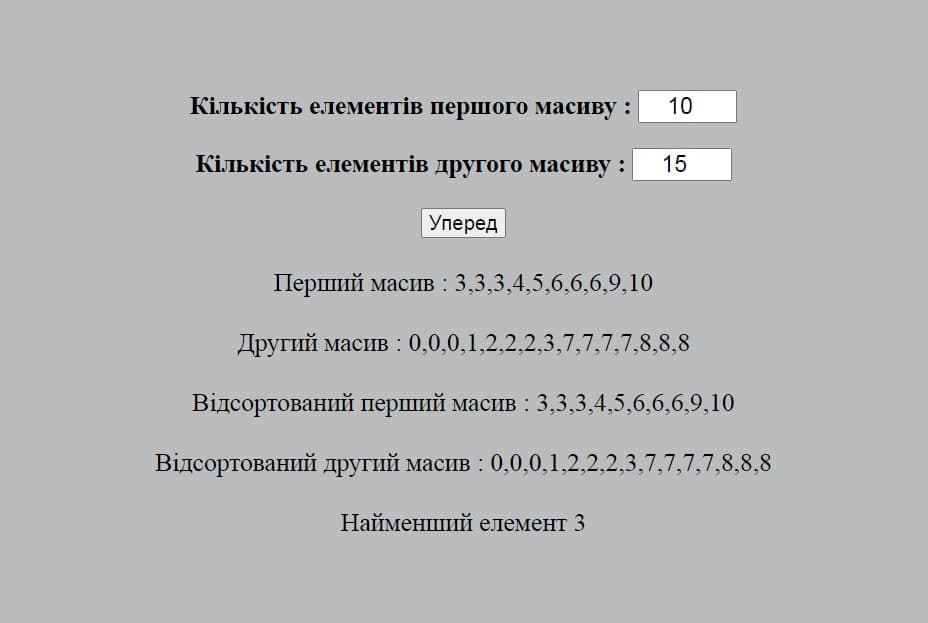 Кількість елементів першого масиву : 10
Кількість елементів другого масиву : 15
Уперед
Перший масив : 3,3,3,4,5,6,6,6,9,10
Другий масив : 0,0,0,1,2,2,2,3,7,7,7,7,8,8,8
Відсортований перший масив : 3,3,3,4,5,6,6,6,9,10
Відсортований другий масив : 0,0,0,1,2,2,2,3,7,7,7,7,8,8,8
Найменший елемент 3